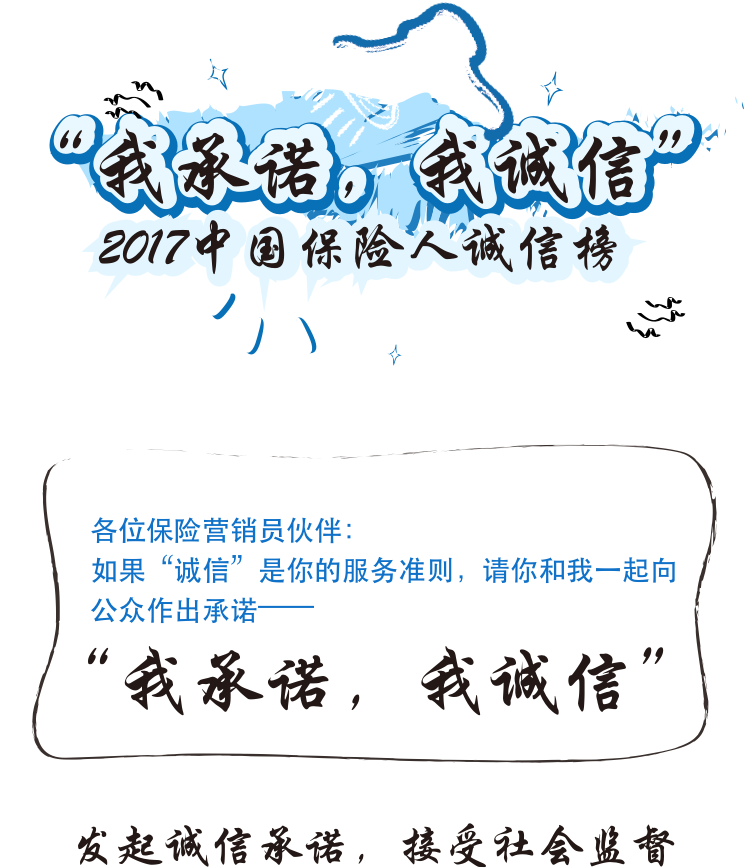 “我承诺，我诚信”
2017中国保险人诚信榜
各位保险营销员伙伴：
如果“诚信”是你的服务准则，请你和我一起向
公众作出承诺——
“我承诺，我诚信”
发起诚信承诺，接受社会监督